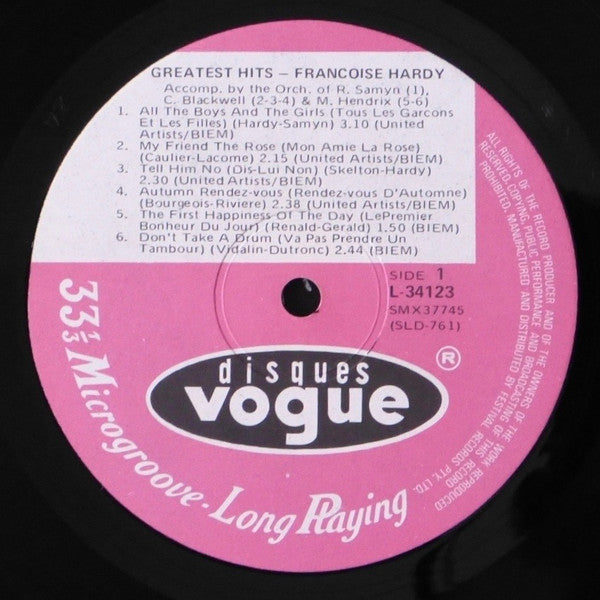 GREATEST HITS – FRANCOISE HARDY
Accomp. by the Orch. of R. Samyn (1),
C. Blackwell (2-3-4) & M. Hendrix (5-6)
1. All The Boys And The Girls (Tous Les Garcons
Et Les Filles) (Hardy-Samyn) 3.10 (United
Artists/BIEM)
2. My Friend The Rose (Mon Amie La Rose)
(Caulier-Lacome) 2.15 (United Artists/BIEM)
3. Tell Him No (Dis-Lui Non) (Skelton-Hardy)
2.30 (United Artists/BIEM)
4. Autumn Rendez-vous (Rendez-vous D'Automne)
(Bourgeois-Riviere) 2.38 (United Artists/BIEM)
5. The First Happiness Of The Day (LePremier
Bonheur Du Jour) (Renald-Gerald) 1.50 (BIEM)
6. Don't Take A Drum (Va Pas Prendre Un
Tambour) (Vidalin-Dutronc) 2.44 (BIEM)
SIDE 1
L-34123
SMX37745
(SLD-761)
disques
vogue
®
33 1/3 Microgroove - Long Playing
ALL RIGHTS OF THE RECORD PRODUCER AND OF THE OWNERS OF THE WORK REPRODUCED
RESERVED. COPYING, PUBLIC PERFORMANCE AND BROADCASTING OF THIS RECORD
PROHIBITED. MANUFACTURED AND DISTRIBUTED BY FESTIVAL RECORDS PTY. LTD.